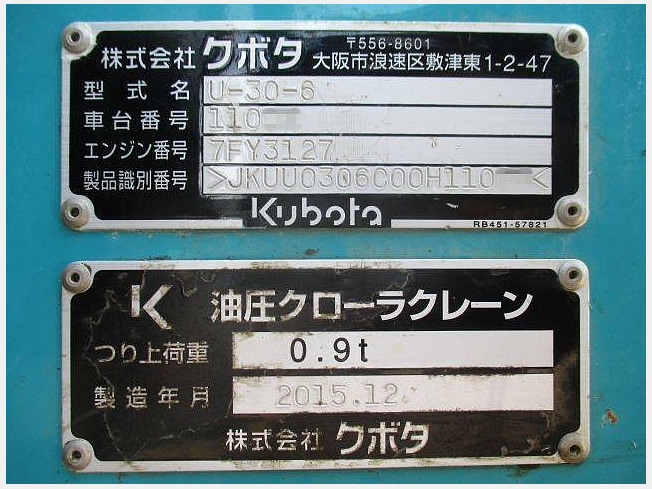 株式会社 クボタ 〒556-8601 大阪市浪速区敷津東1-2-47
型式名 U-30-6
車台番号 110
エンジン番号 7FY3127
製品識別番号 >JKUU0306C00H110 <
Kubota
RB451-57821
K 油圧クローラクレーン
つり上荷重 0.9t
製造年月 2015.12.
株式会社 クボタ